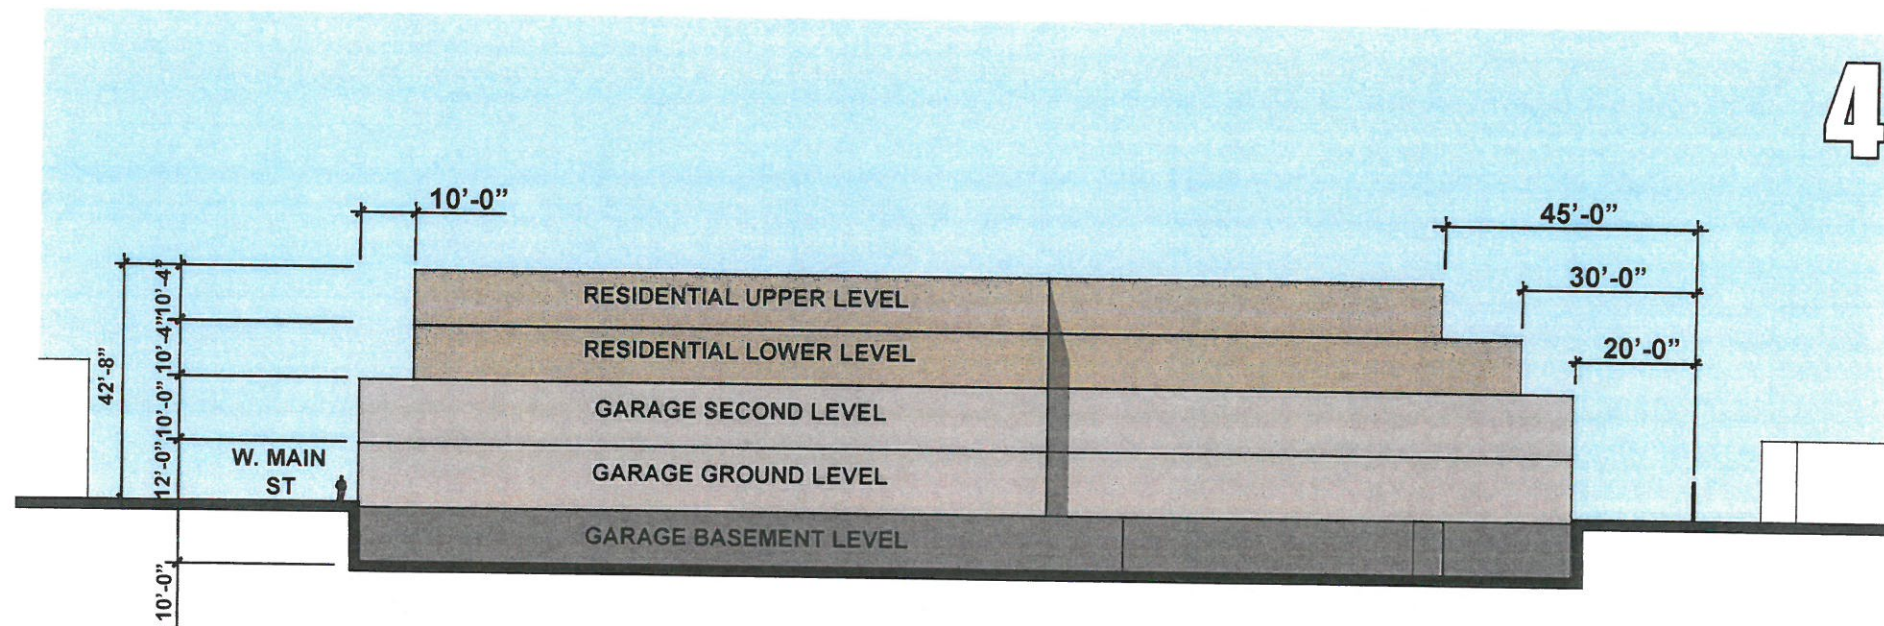 4
10'-0"
45'-0"
30'-0"
20'-0"
42'-8"
10'-4"
10'-4"
10'-0"
12'-0"
10'-0"
RESIDENTIAL UPPER LEVEL
RESIDENTIAL LOWER LEVEL
GARAGE SECOND LEVEL
W. MAIN
ST
GARAGE GROUND LEVEL
GARAGE BASEMENT LEVEL